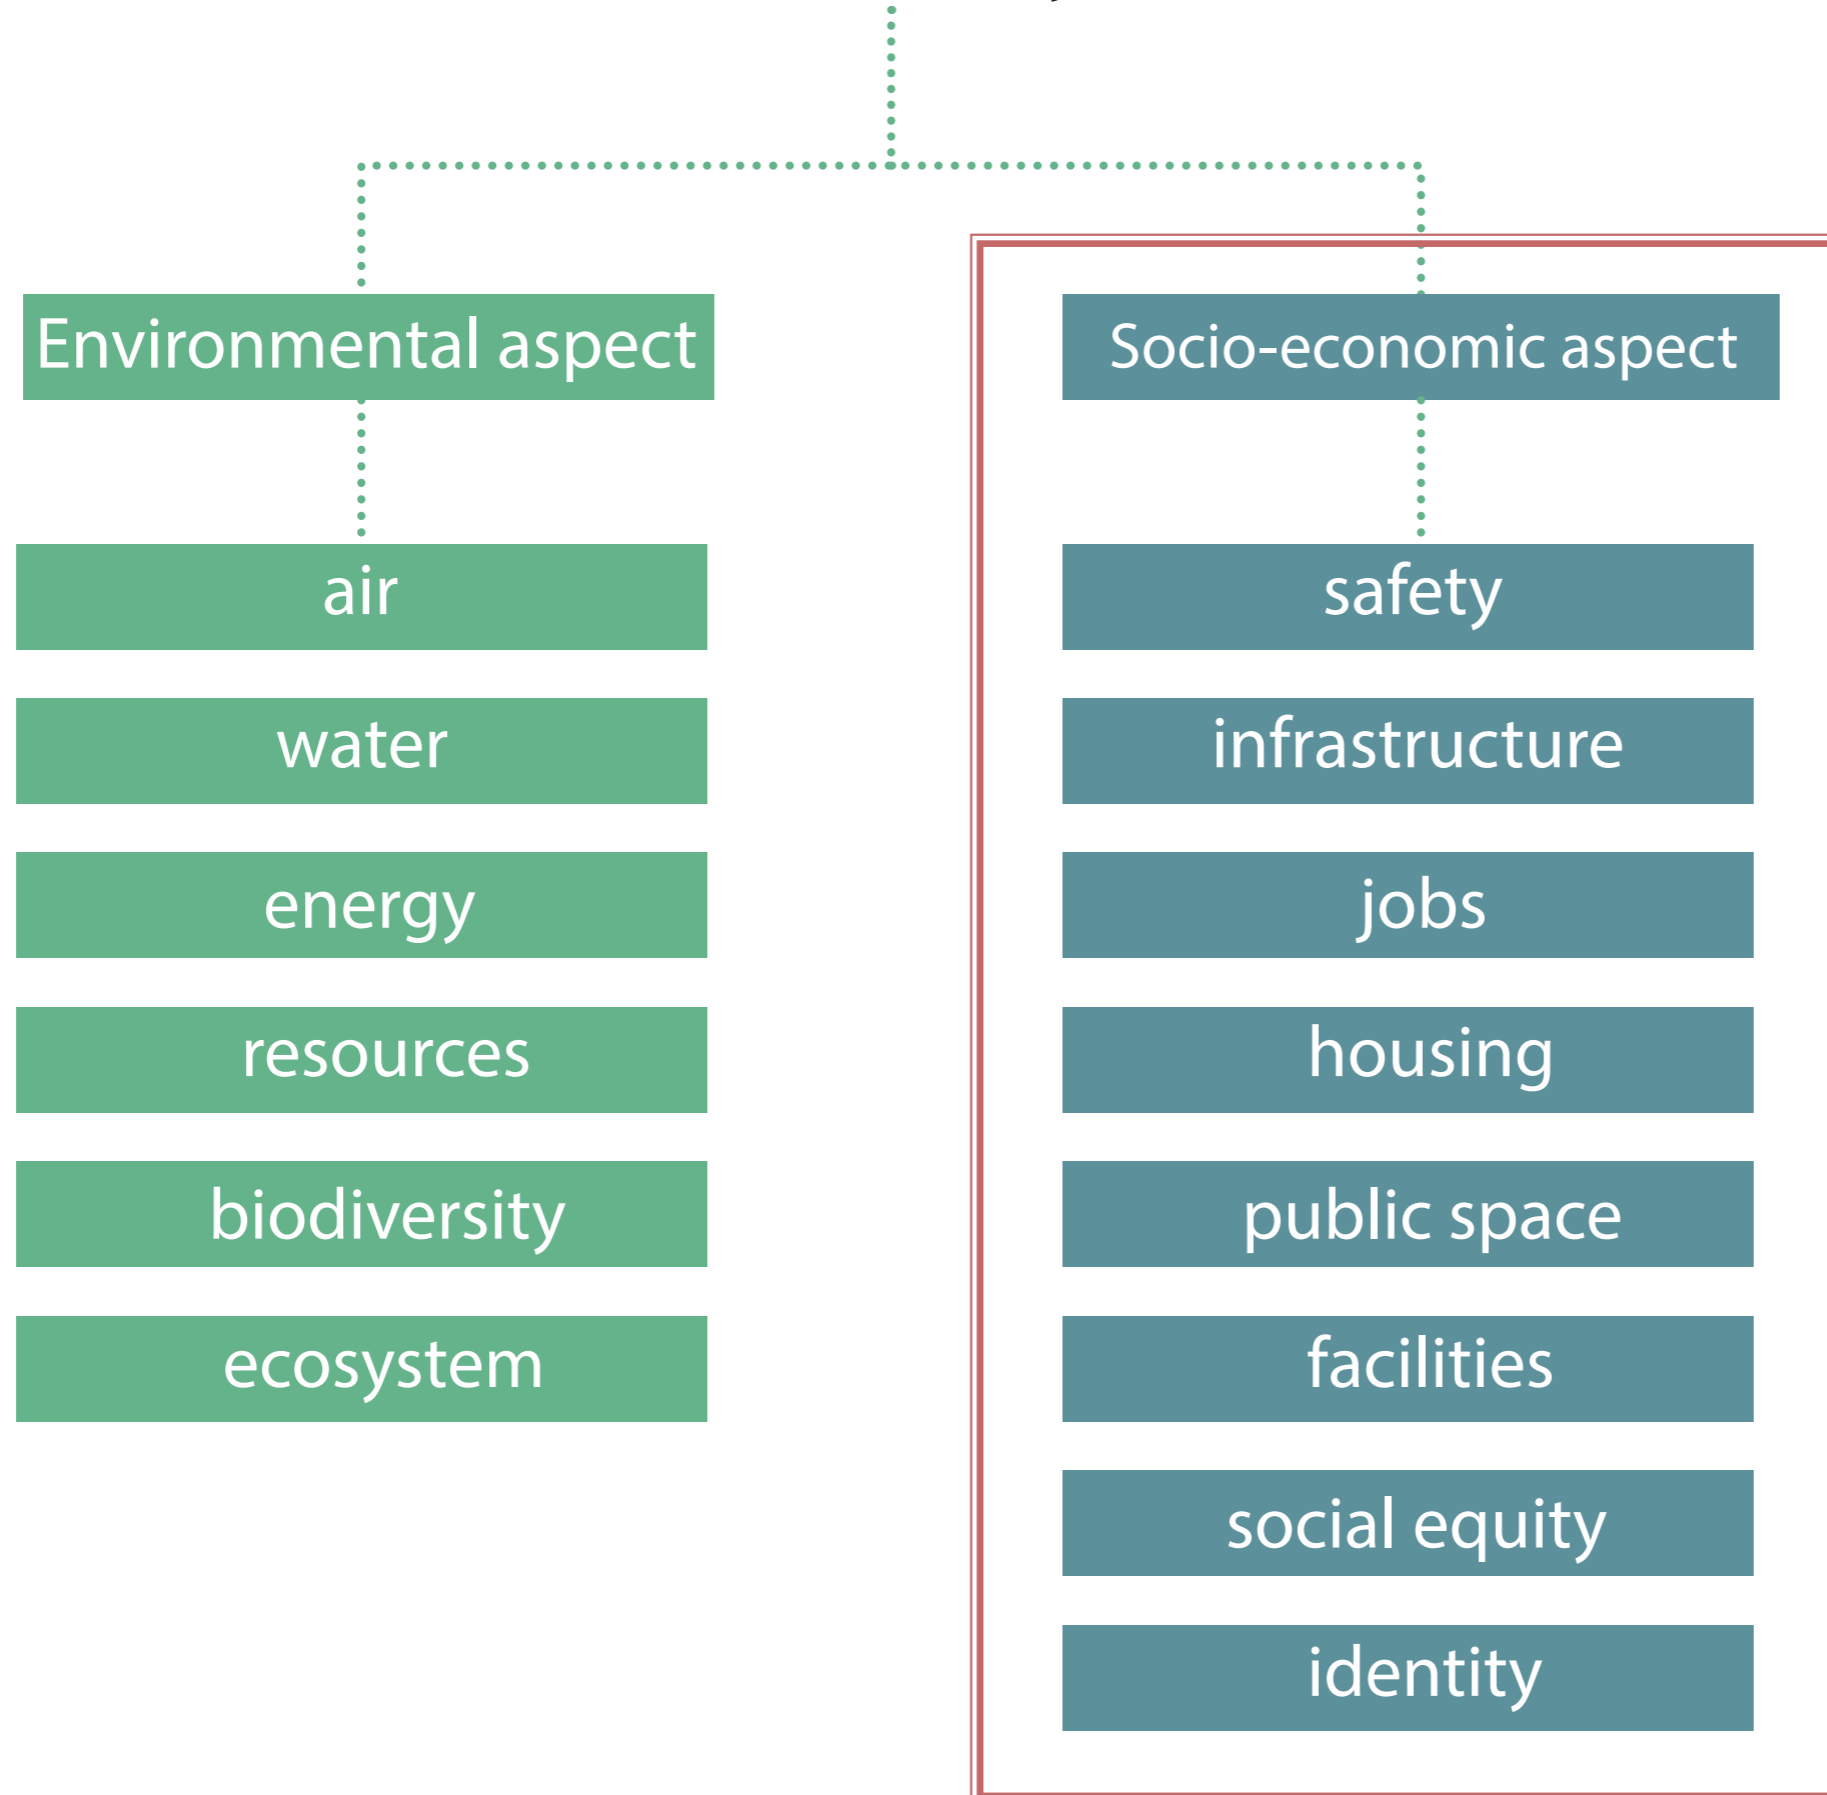 Environmental aspect
air
water
energy
resources
biodiversity
ecosystem
Socio-economic aspect
safety
infrastructure
jobs
housing
public space
facilities
social equity
identity